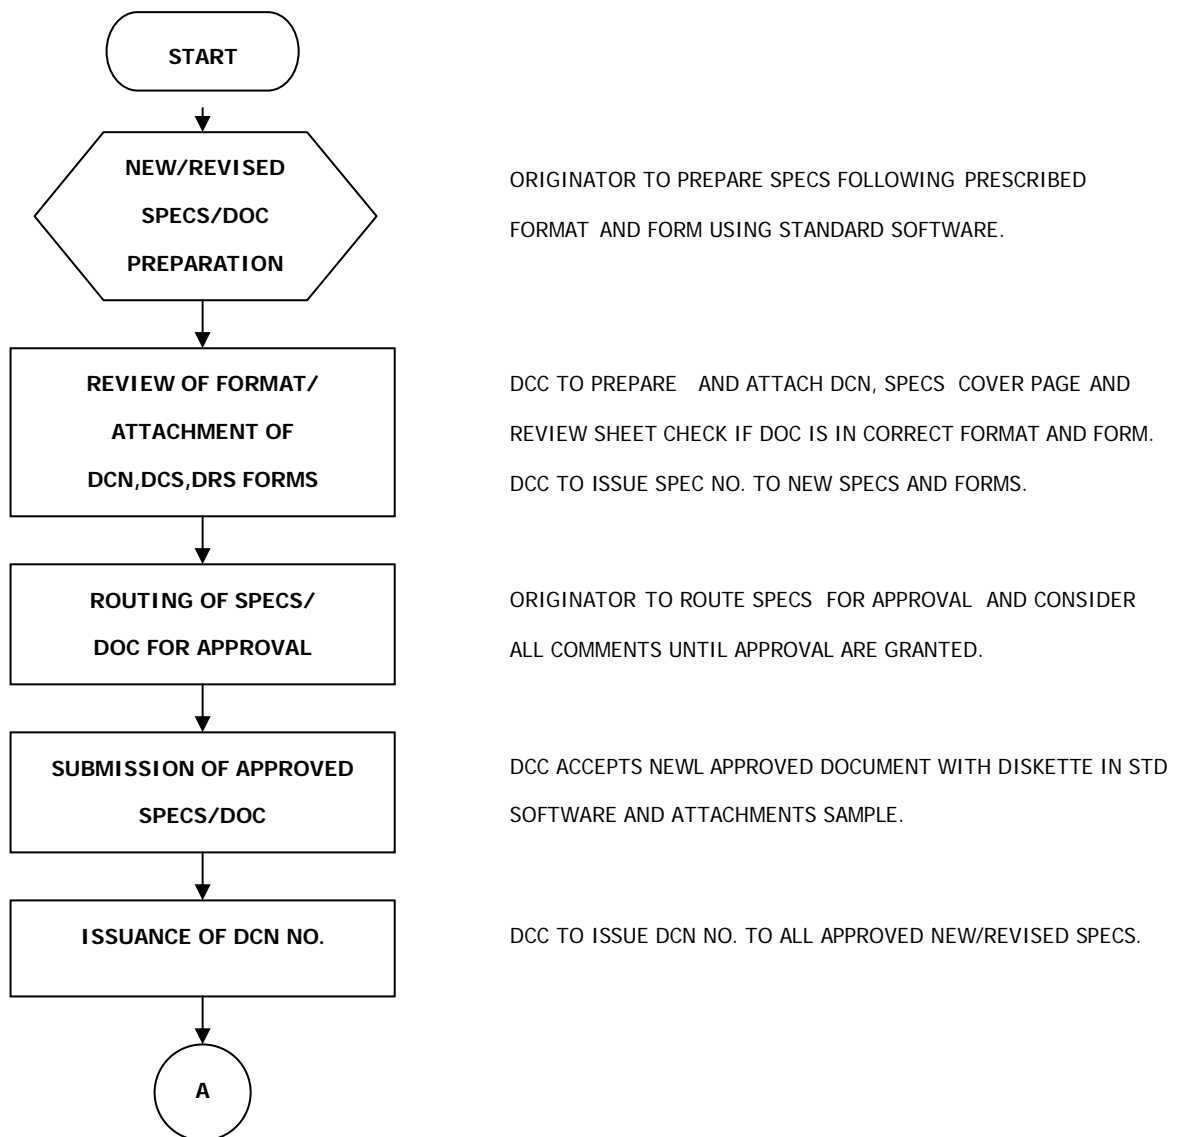 START
NEW/REVISED
SPECS/DOC
PREPARATION
ORIGINATOR TO PREPARE SPECS FOLLOWING PRESCRIBED
FORMAT AND FORM USING STANDARD SOFTWARE.
REVIEW OF FORMAT/
ATTACHMENT OF
DCN,DCS,DRS FORMS
DCC TO PREPARE AND ATTACH DCN, SPECS COVER PAGE AND
REVIEW SHEET CHECK IF DOC IS IN CORRECT FORMAT AND FORM.
DCC TO ISSUE SPEC NO. TO NEW SPECS AND FORMS.
ROUTING OF SPECS/
DOC FOR APPROVAL
ORIGINATOR TO ROUTE SPECS FOR APPROVAL AND CONSIDER
ALL COMMENTS UNTIL APPROVAL ARE GRANTED.
SUBMISSION OF APPROVED
SPECS/DOC
DCC ACCEPTS NEWL APPROVED DOCUMENT WITH DISKETTE IN STD
SOFTWARE AND ATTACHMENTS SAMPLE.
ISSUANCE OF DCN NO.
DCC TO ISSUE DCN NO. TO ALL APPROVED NEW/REVISED SPECS.
A